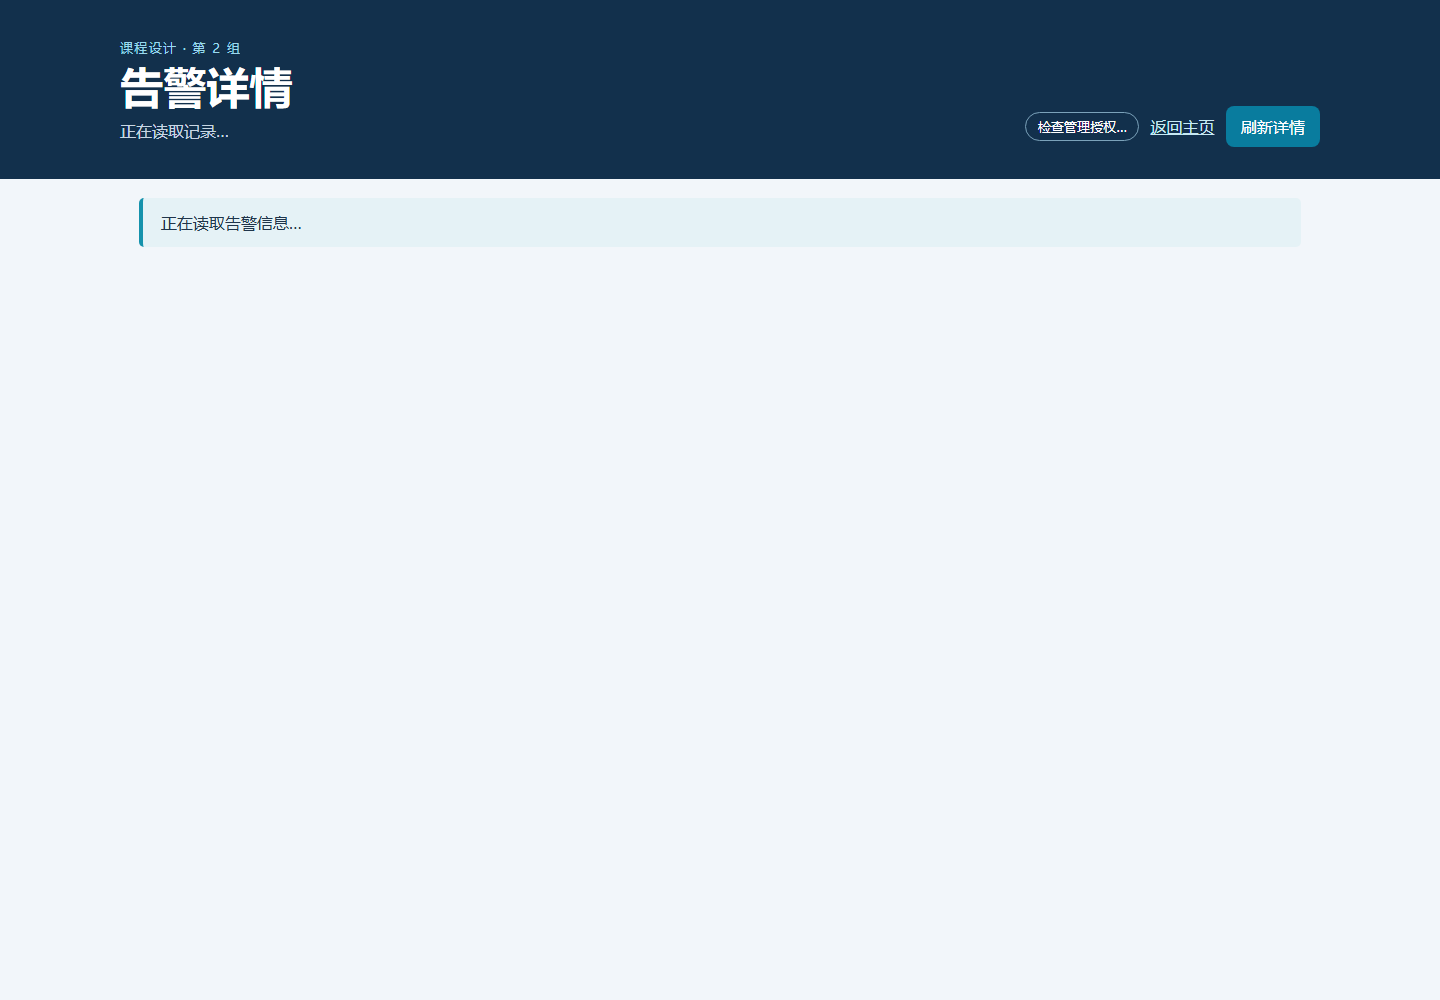 课程设计 · 第 2 组
告警详情
正在读取记录...
检查管理授权...
返回主页
刷新详情
正在读取告警信息...